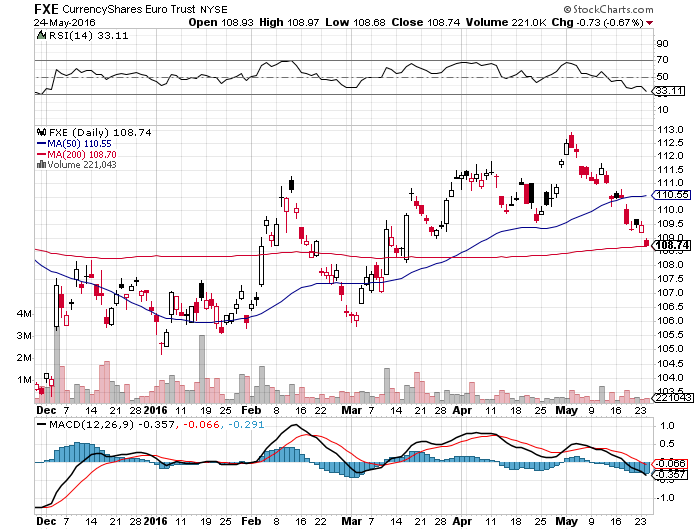 FXE CurrencyShares Euro Trust NYSE © StockCharts.com
24-May-2016 Open 108.93 High 108.97 Low 108.68 Close 108.74 Volume 221.0K Chg -0.73 (-0.67%)
RSI(14) 33.11
90
70
50
33.11
30
10
FXE (Daily) 108.74
MA(50) 110.55
MA(200) 108.70
Volume 221,043
113.0
112.5
112.0
111.5
111.0
110.55
110.0
109.5
109.0
108.74
108.5
108.0
107.5
107.0
106.5
106.0
105.5
105.0
104.5
104.0
103.5
4M
3M
2M
1M
221043
Dec 7 14 21 28 2016 11 19 25 Feb 8 16 22 Mar 7 14 21 28 Apr 11 18 25 May 9 16 23
MACD(12,26,9) -0.357, -0.066, -0.291
1.0
0.5
0.0
-0.066
-0.357
-0.5
-1.0
Dec 7 14 21 28 2016 11 19 25 Feb 8 16 22 Mar 7 14 21 28 Apr 11 18 25 May 9 16 23